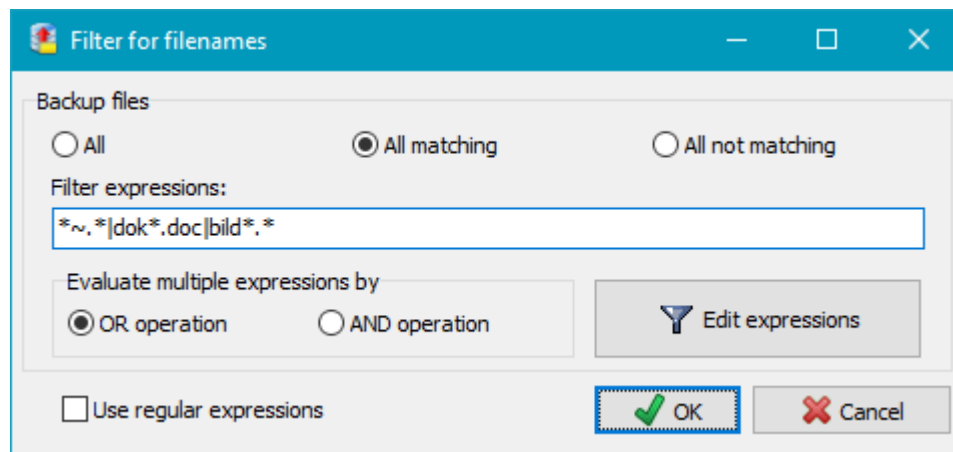 Filter for filenames
Backup files
All All matching All not matching
Filter expressions:
*~.*|dok*.doc|bild*.*
Evaluate multiple expressions by
OR operation AND operation Edit expressions
Use regular expressions OK Cancel